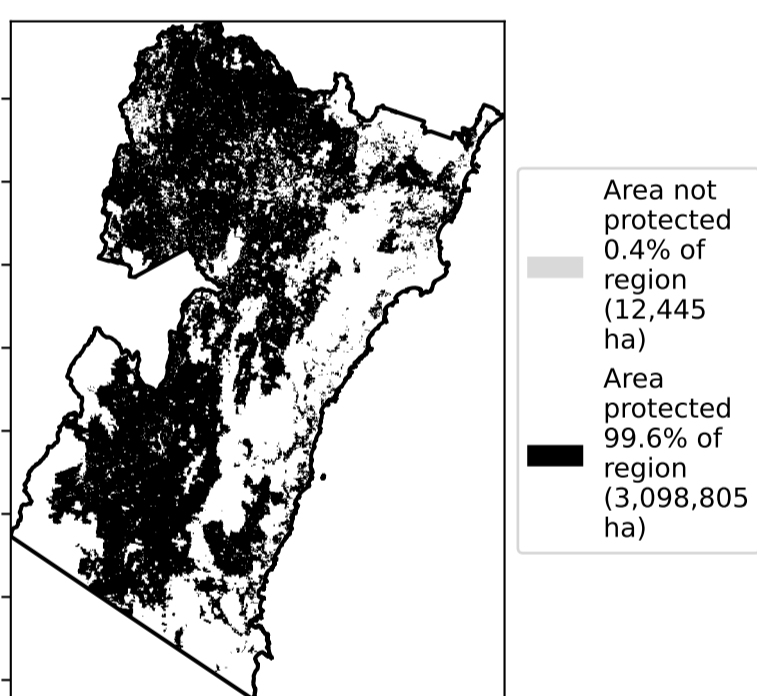 Area not
protected
0.4% of
region
(12,445
ha)
Area
protected
99.6% of
region
(3,098,805
ha)